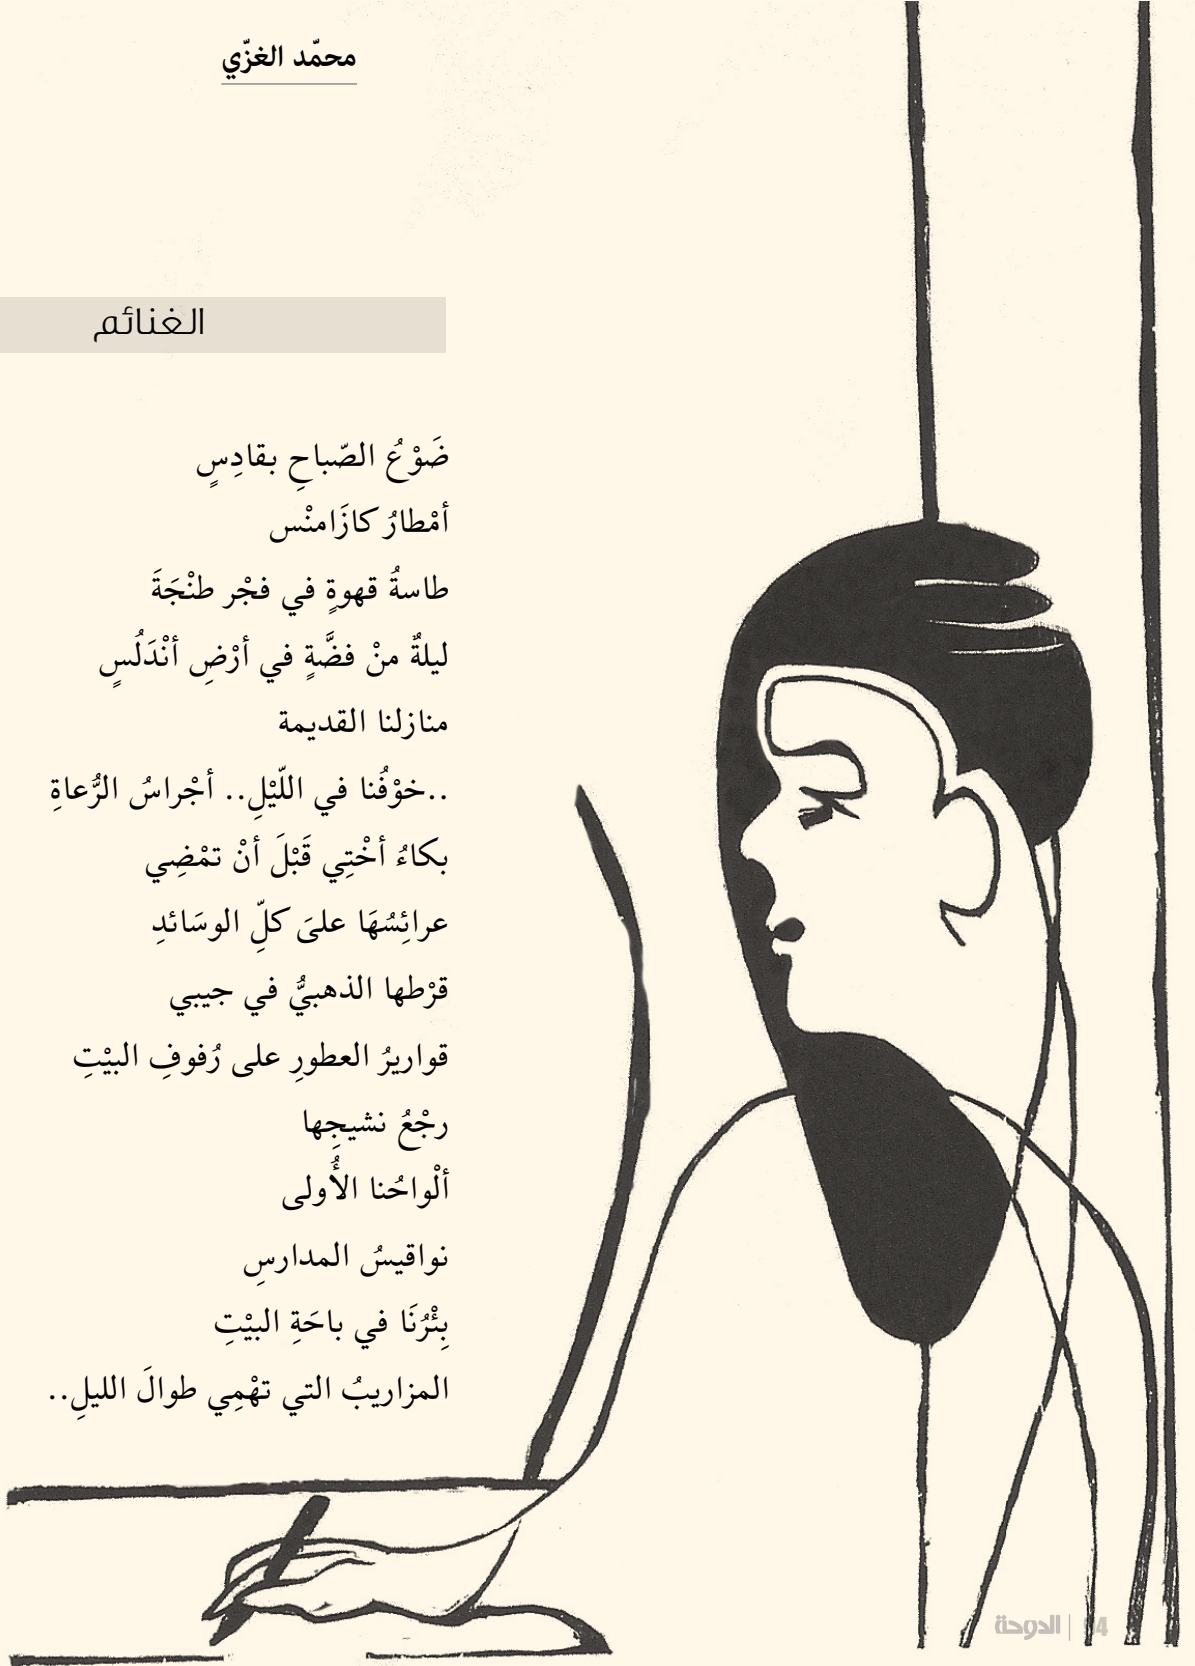 محمّد الغزّي
الغنائم
ضَوْعُ الصّباحِ بقادِسٍ
أمْطارُ كازَامنْس
طاسةُ قهوةٍ في فجْر طنْجَةَ
ليلةٌ منْ فضَّةٍ في أرْضِ أنْدَلُسٍ
منازلنا القديمة
..خوْفُنا في اللّيْلِ.. أجْراسُ الرُّعاةِ
بكاءُ أخْتِي قَبْلَ أنْ تمْضِي
عرائِسُهَا علىَ كلِّ الوسَائدِ
قرْطها الذهبيُّ في جيبي
قواريرُ العطورِ على رُفوفِ البيْتِ
رجْعُ نشيجِها
ألْواحُنا الأُولى
نواقيسُ المدارسِ
بِئْرُنَا في باحَةِ البيْتِ
المزاريبُ التي تهْمِي طوالَ الليلِ..
الدوحة |